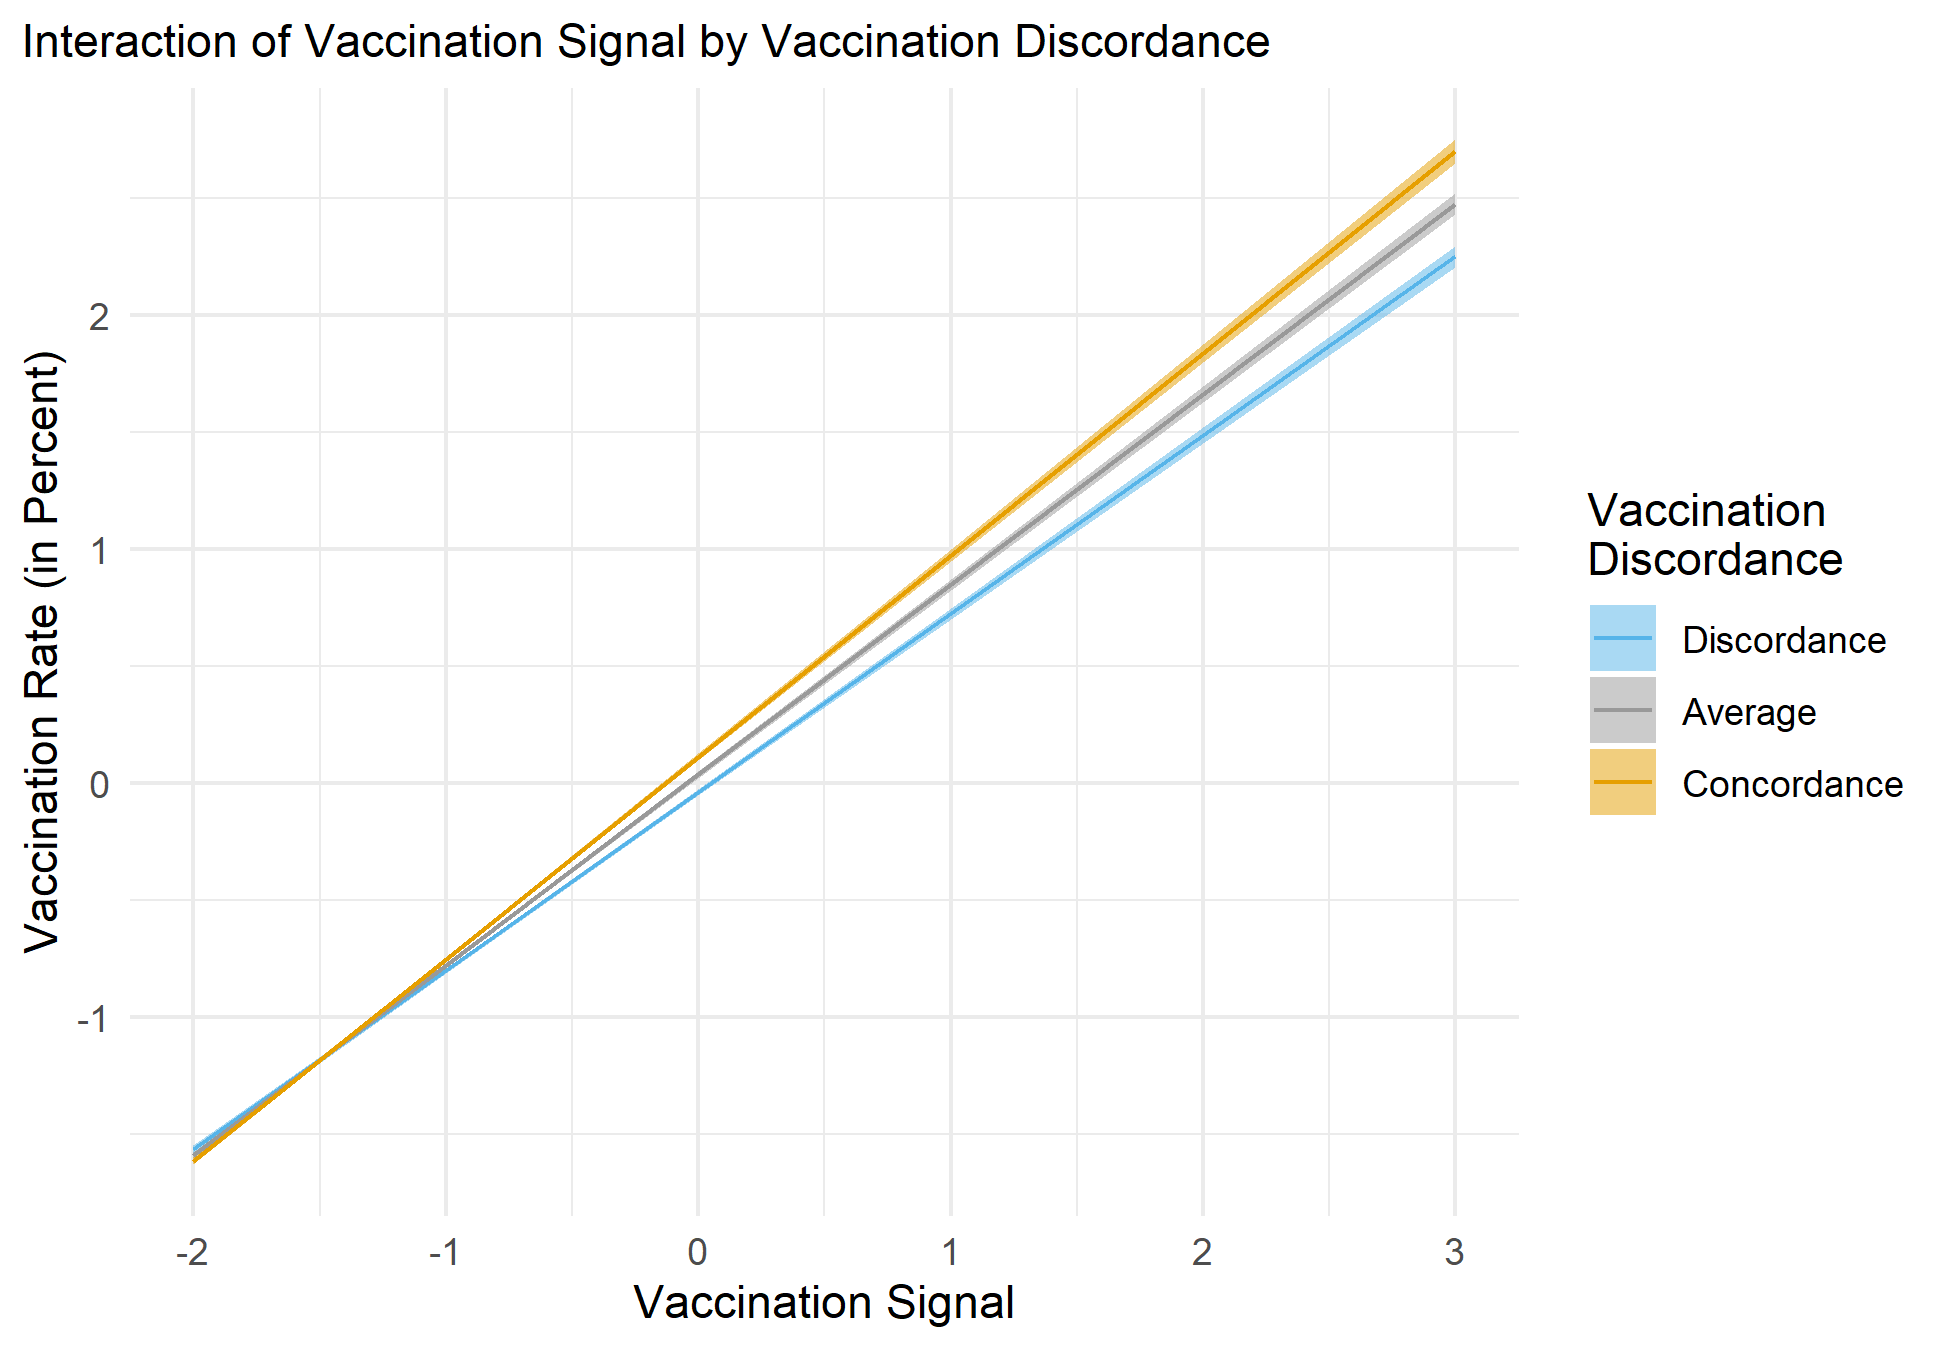 Interaction of Vaccination Signal by Vaccination Discordance
Vaccination Rate (in Percent)
2
1
0
-1
-2
-1
0
1
2
3
Vaccination Signal
Vaccination
Discordance
Discordance
Average
Concordance